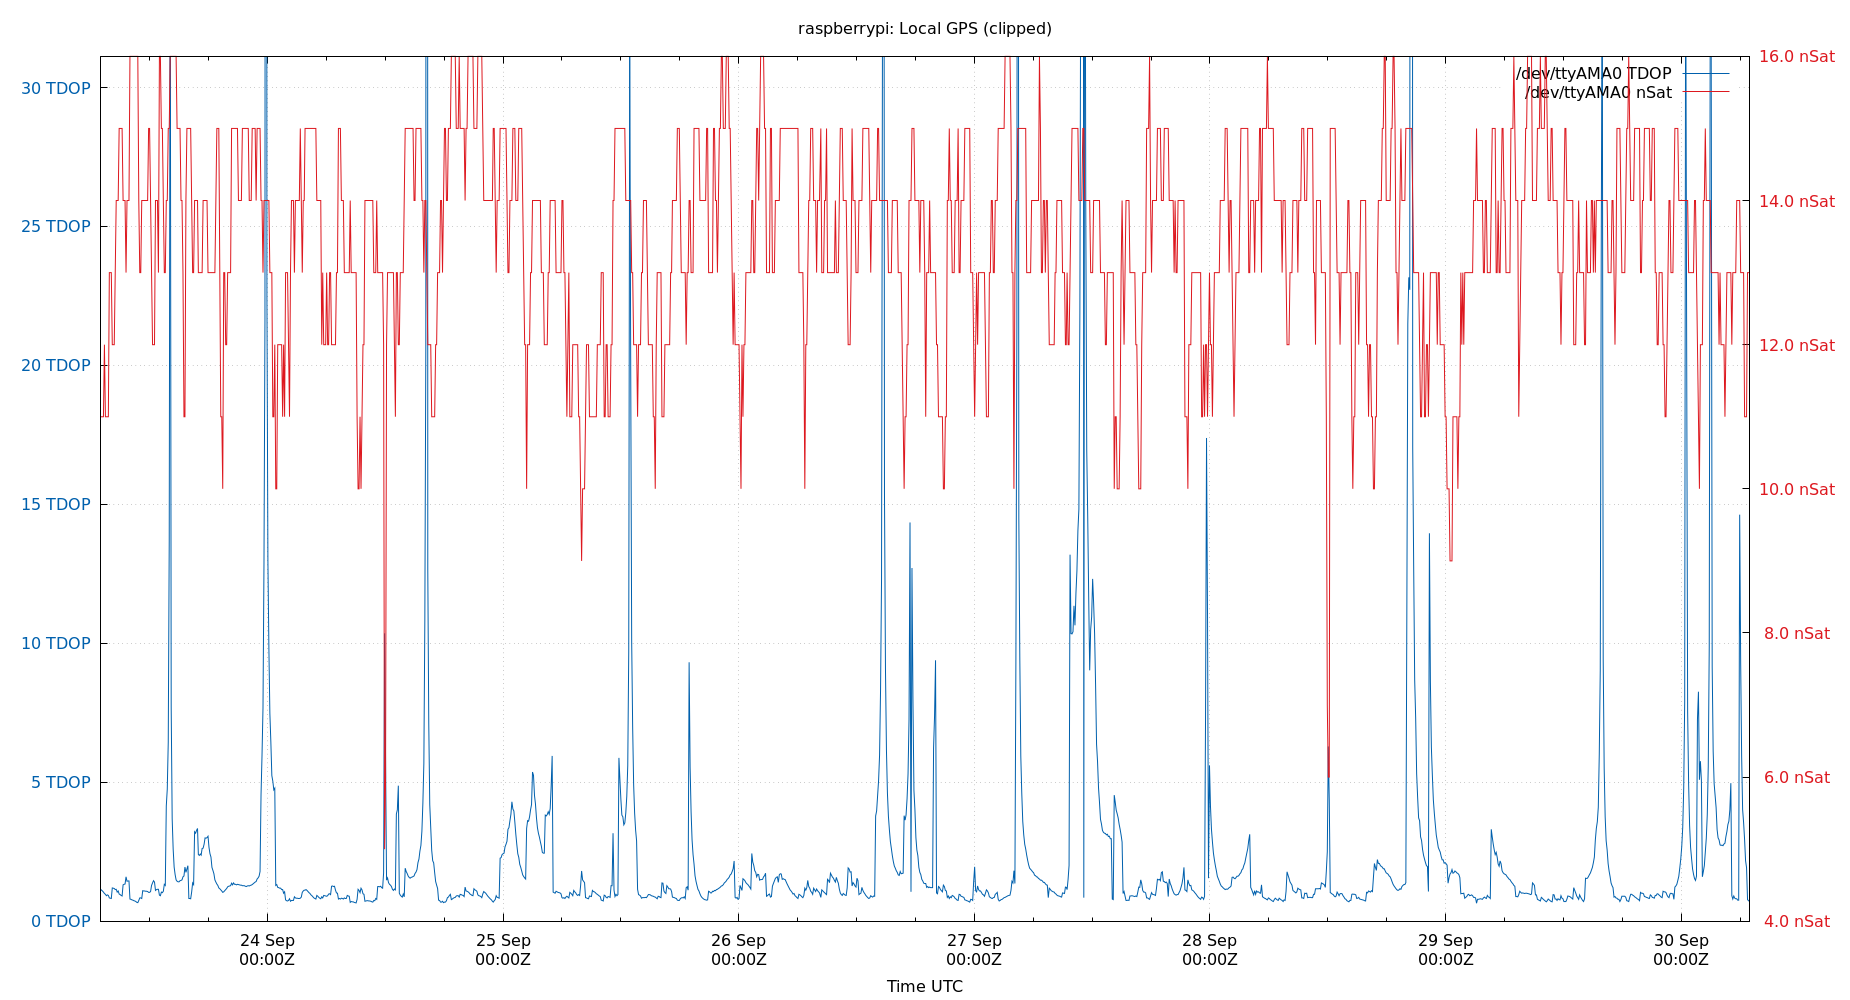 raspberrypi: Local GPS (clipped)
/dev/ttyAMA0 TDOP
/dev/ttyAMA0 nSat
30 TDOP
25 TDOP
20 TDOP
15 TDOP
10 TDOP
5 TDOP
0 TDOP
16.0 nSat
14.0 nSat
12.0 nSat
10.0 nSat
8.0 nSat
6.0 nSat
4.0 nSat
24 Sep
00:00Z
25 Sep
00:00Z
26 Sep
00:00Z
27 Sep
00:00Z
28 Sep
00:00Z
29 Sep
00:00Z
30 Sep
00:00Z
Time UTC